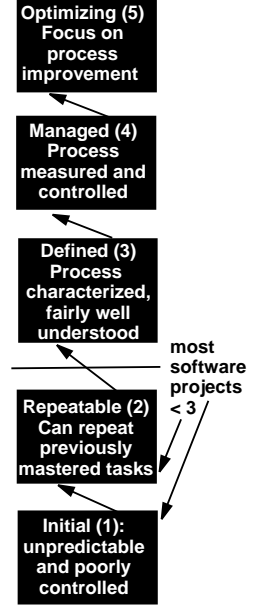 Optimizing (5)
Focus on
process
improvement
Managed (4)
Process
measured and
controlled
Defined (3)
Process
characterized,
fairly well
understood
most
software
projects
< 3
Repeatable (2)
Can repeat
previously
mastered tasks
Initial (1):
unpredictable
and poorly
controlled